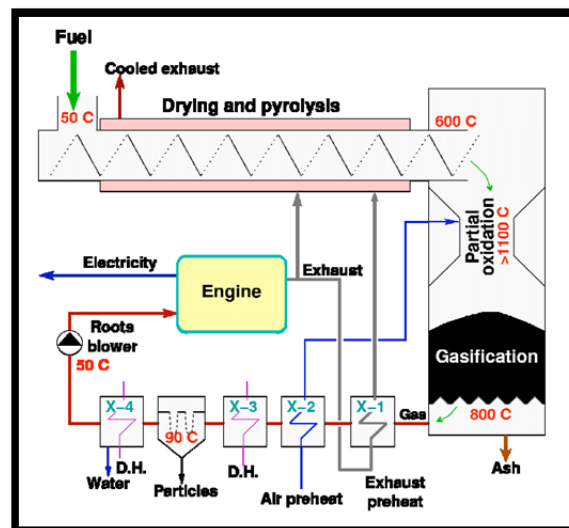 Fuel
Cooled exhaust
Drying and pyrolysis
50 C
600 C
Partial
oxidation
>1100 C
Electricity
Engine
Exhaust
Roots
blower
50 C
Gasification
X-4
90 C
X-3
X-2
X-1
Gas
800 C
D.H.
Water
Particles
D.H.
Air preheat
Exhaust
preheat
Ash